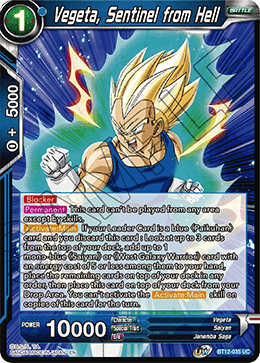 1
BATTLE
Vegeta, Sentinel from Hell
0 + 5000
Blocker
Permanent This card can't be played from any area
except by skills.
Activate:Main If your Leader Card is a blue ‹Paikuhan›
card and you discard this card : Look at up to 3 cards
from the top of your deck, add up to 1
mono-blue ‹Saiyan› or ‹West Galaxy Warrior› card with
an energy cost of 5 or less among them to your hand,
place the remaining cards on top of your deck in any
order, then place this card on top of your deck from
your Drop Area. You can't activate the Activate:Main skill on
copies of this card for the turn.
POWER 10000
Character
Vegeta
Special Trait
Saiyan
Era
Janemba Saga
BT12-035 UC